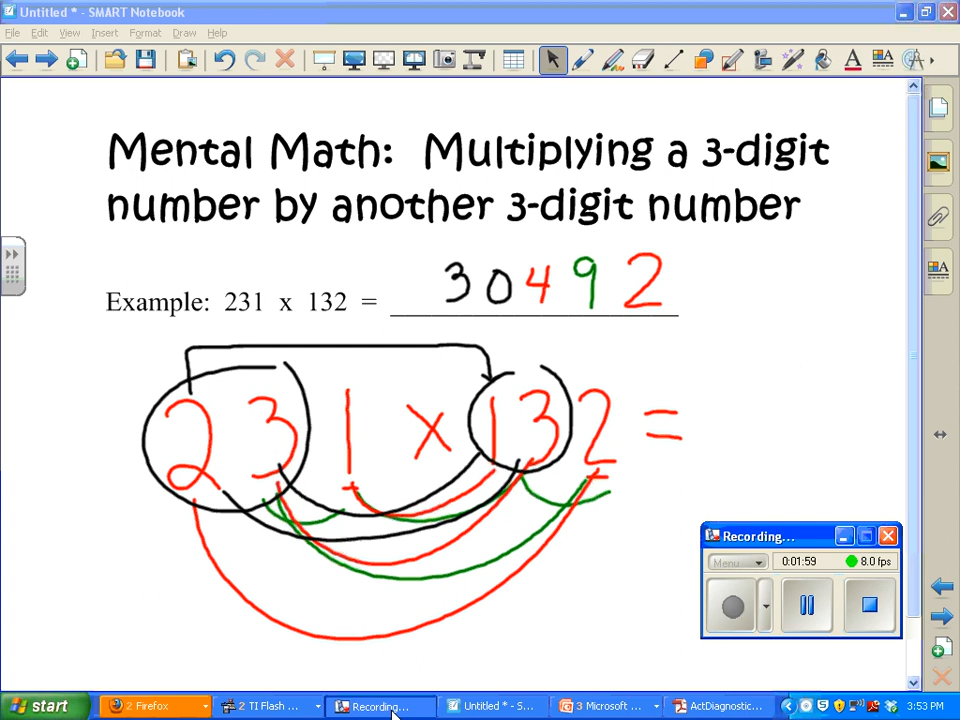 Untitled * - SMART Notebook
File Edit View Insert Format Draw Help
Mental Math: Multiplying a 3-digit
number by another 3-digit number
Example: 231 x 132 = 30492
231 x 132 =
Recording...
Menu 0:01:59 8.0 fps
start 2 Firefox 2 TI Flash ... Recording... Untitled * - S... 3 Microsoft ... ActDiagnostic... 3:53 PM